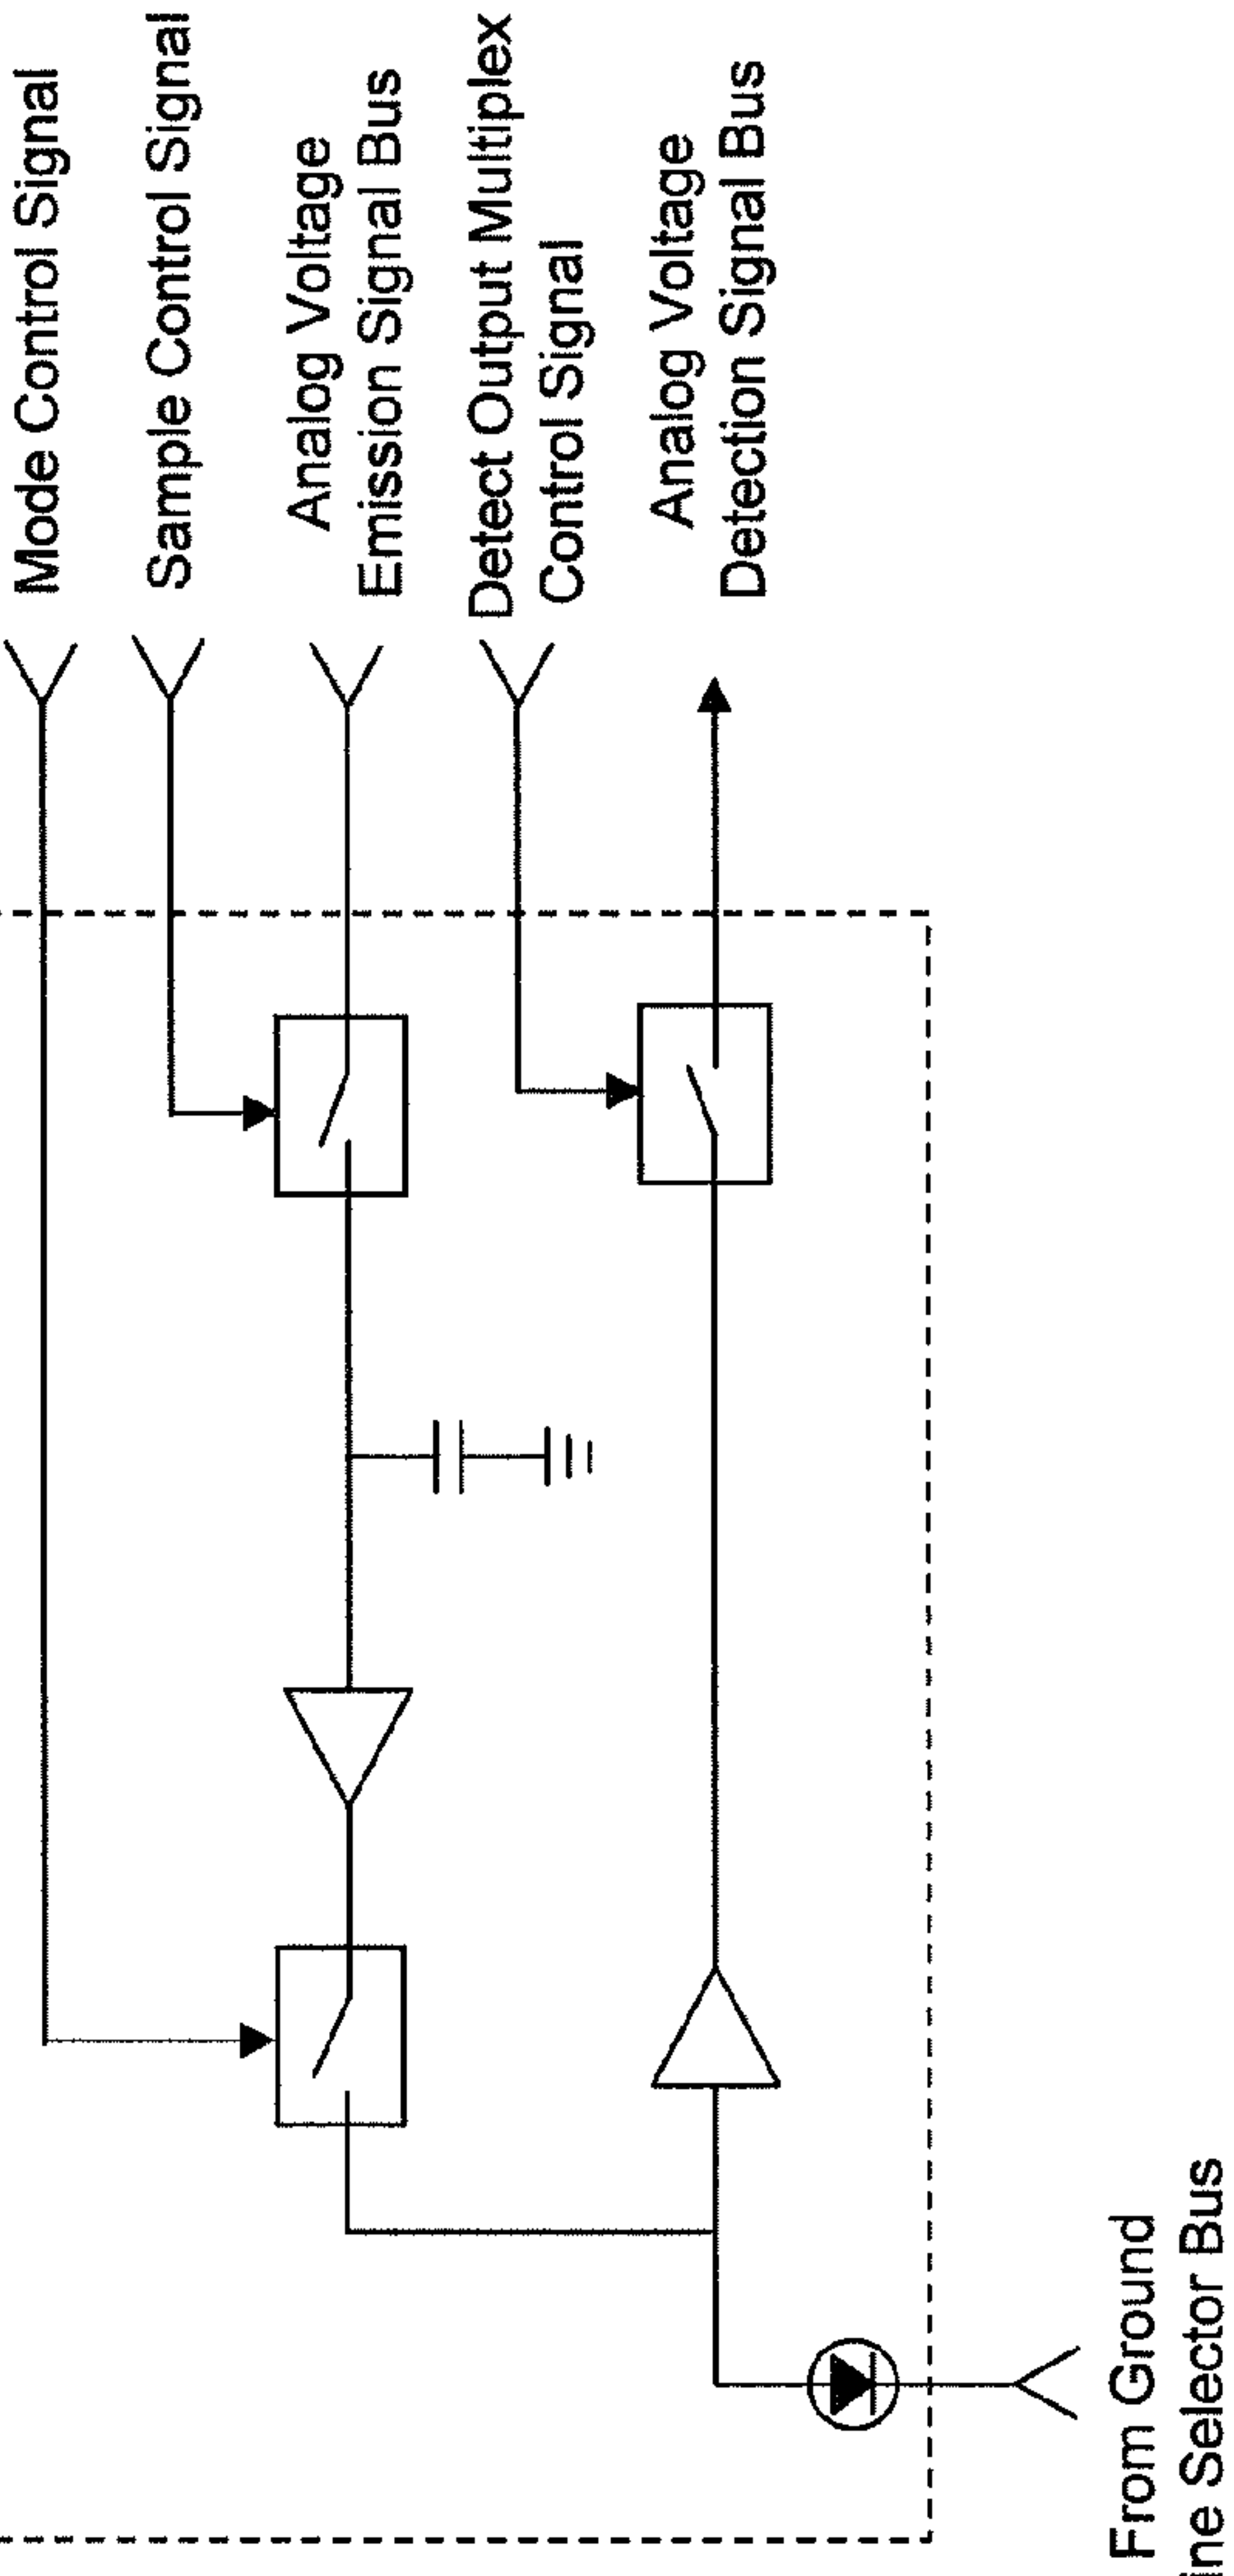 Mode Control Signal
Sample Control Signal
Analog Voltage
Emission Signal Bus
Detect Output Multiplex
Control Signal
Analog Voltage
Detection Signal Bus
From Ground
Selector Bus